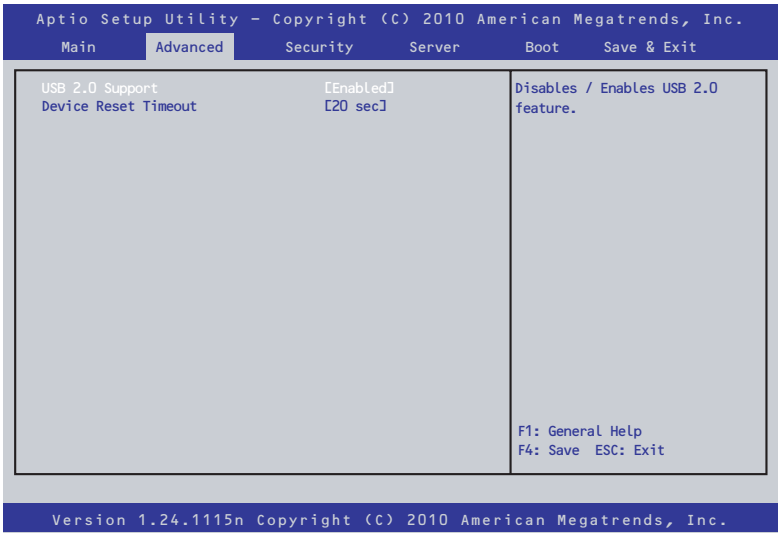 Aptio Setup Utility – Copyright (C) 2010 American Megatrends, Inc.
Main Advanced Security Server Boot Save & Exit
USB 2.0 Support [Enabled]
Device Reset Timeout [20 sec]
Disables / Enables USB 2.0
feature.
F1: General Help
F4: Save ESC: Exit
Version 1.24.1115n Copyright (C) 2010 American Megatrends, Inc.